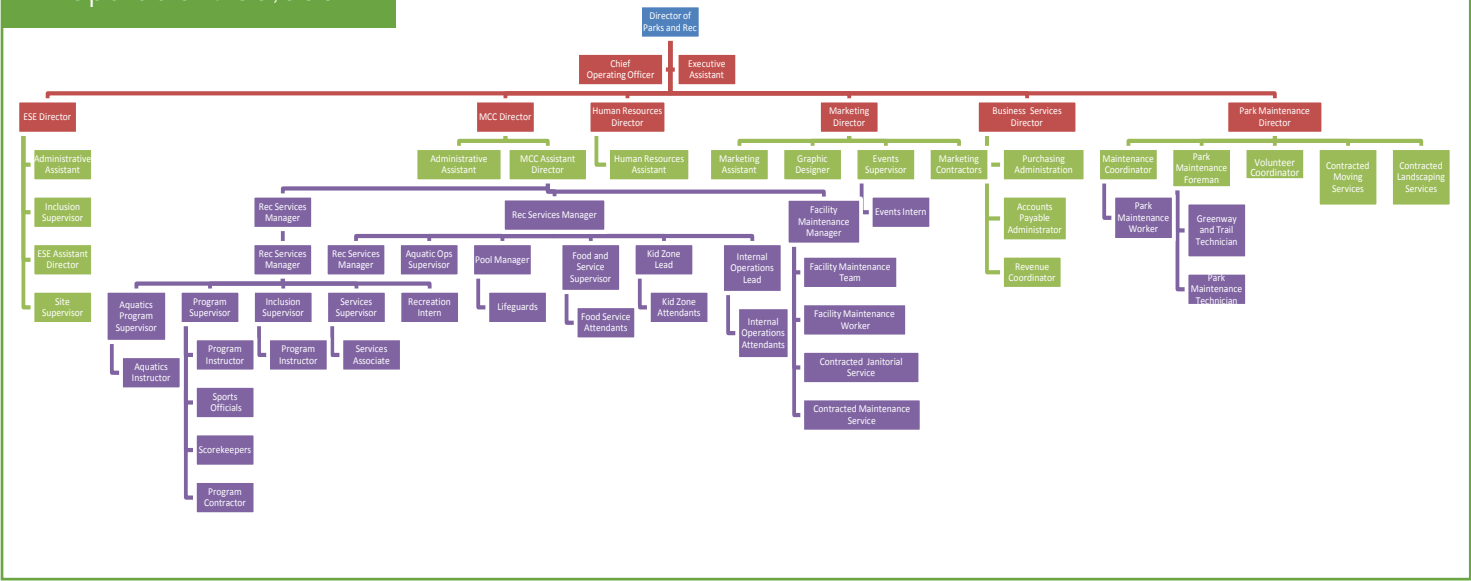 Director of
Parks and Rec
Chief
Operating Officer
Executive
Assistant
ESE Director
MCC Director
Human Resources
Director
Marketing
Director
Business Services
Director
Park Maintenance
Director
Administrative
Assistant
Inclusion
Supervisor
ESE Assistant
Director
Site
Supervisor
Administrative
Assistant
MCC Assistant
Director
Human Resources
Assistant
Marketing
Assistant
Graphic
Designer
Events
Supervisor
Marketing
Contractors
Events Intern
Purchasing
Administration
Accounts
Payable
Administrator
Revenue
Coordinator
Maintenance
Coordinator
Park
Maintenance
Foreman
Volunteer
Coordinator
Contracted
Moving
Services
Contracted
Landscaping
Services
Park
Maintenance
Worker
Greenway
and Trail
Technician
Park
Maintenance
Technician
Rec Services
Manager
Rec Services Manager
Facility
Maintenance
Manager
Rec Services
Manager
Rec Services
Manager
Aquatic Ops
Supervisor
Pool Manager
Food and
Service
Supervisor
Kid Zone
Lead
Internal
Operations
Lead
Lifeguards
Food Service
Attendants
Kid Zone
Attendants
Internal
Operations
Attendants
Facility Maintenance
Team
Facility Maintenance
Worker
Contracted Janitorial
Service
Contracted Maintenance
Service
Aquatics
Program
Supervisor
Program
Supervisor
Inclusion
Supervisor
Services
Supervisor
Recreation
Intern
Aquatics
Instructor
Program
Instructor
Sports
Officials
Scorekeepers
Program
Contractor
Program
Instructor
Services
Associate